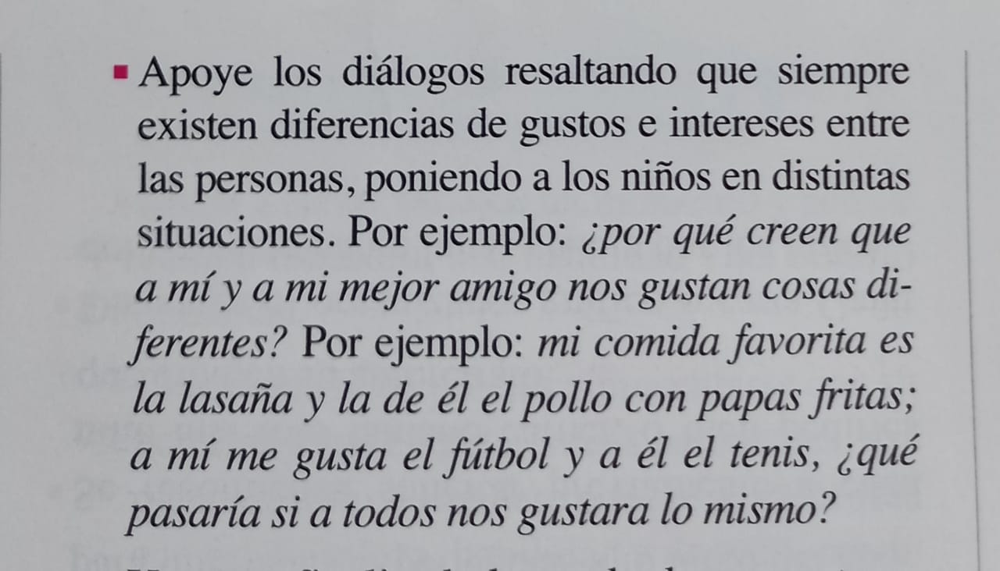 ▪ Apoye los diálogos resaltando que siempre
existen diferencias de gustos e intereses entre
las personas, poniendo a los niños en distintas
situaciones. Por ejemplo: ¿por qué creen que
a mí y a mi mejor amigo nos gustan cosas di-
ferentes? Por ejemplo: mi comida favorita es
la lasaña y la de él el pollo con papas fritas;
a mí me gusta el fútbol y a él el tenis, ¿qué
pasaría si a todos nos gustara lo mismo?